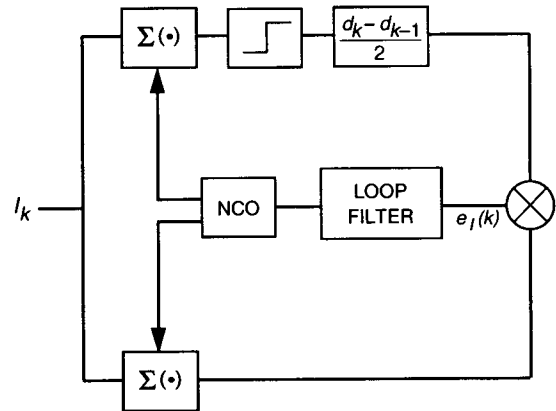 Σ(•)
d_k – d_{k–1}
2
I_k
NCO
LOOP
FILTER
e_I(k)
Σ(•)